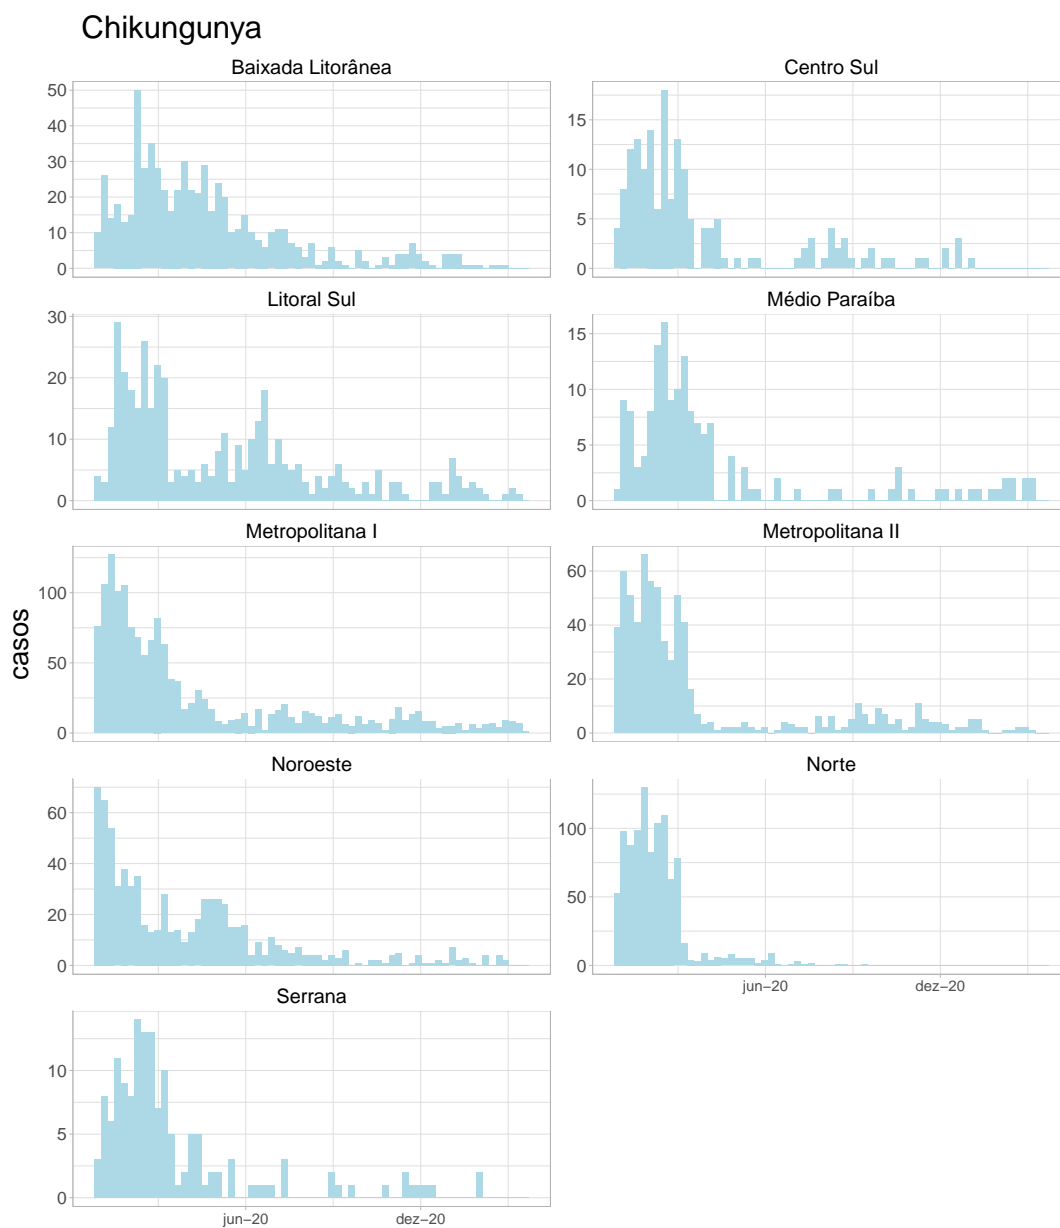 Chikungunya
Baixada Litorânea
Centro Sul
50
40
30
20
10
0
15
10
5
0
Litoral Sul
Médio Paraíba
30
20
10
0
15
10
5
0
casos
Metropolitana I
Metropolitana II
100
50
0
60
40
20
0
Noroeste
Norte
60
40
20
0
100
50
0
jun−20
dez−20
Serrana
10
5
0
jun−20
dez−20